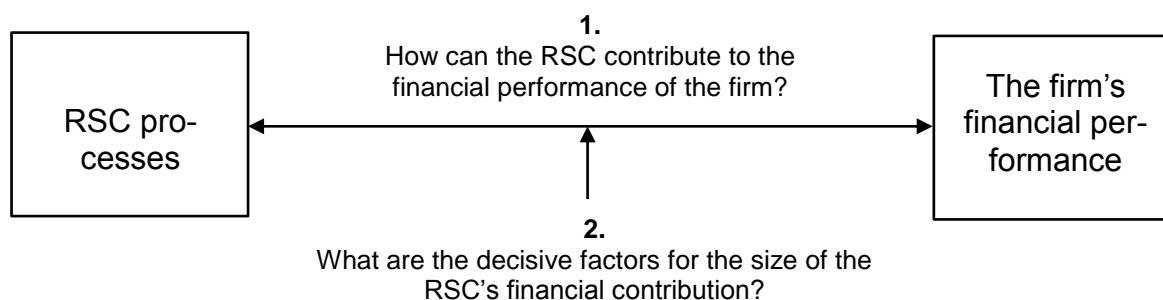 1.
How can the RSC contribute to the
financial performance of the firm?
RSC pro-
cesses
The firm’s
financial per-
formance
2.
What are the decisive factors for the size of the
RSC’s financial contribution?